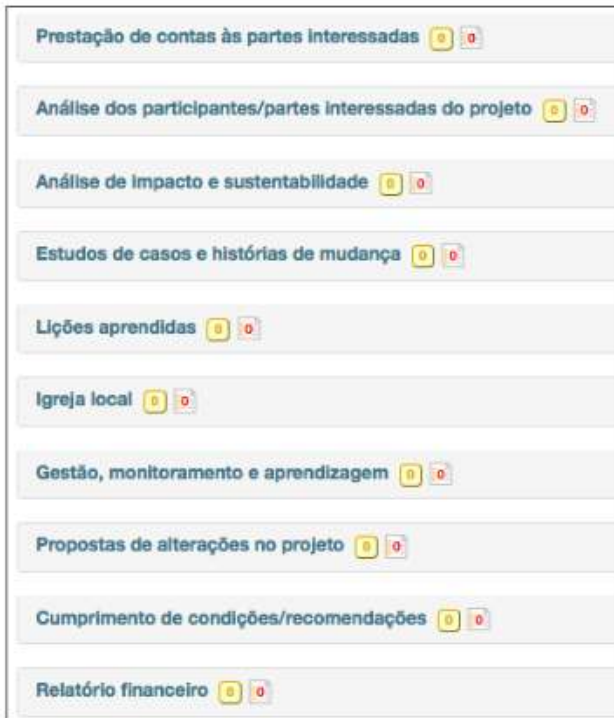 Prestação de contas às partes interessadas 0 0
Análise dos participantes/partes interessadas do projeto 0 0
Análise de impacto e sustentabilidade 0 0
Estudos de casos e histórias de mudança 0 0
Lições aprendidas 0 0
Igreja local 0 0
Gestão, monitoramento e aprendizagem 0 0
Propostas de alterações no projeto 0 0
Cumprimento de condições/recomendações 0 0
Relatório financeiro 0 0